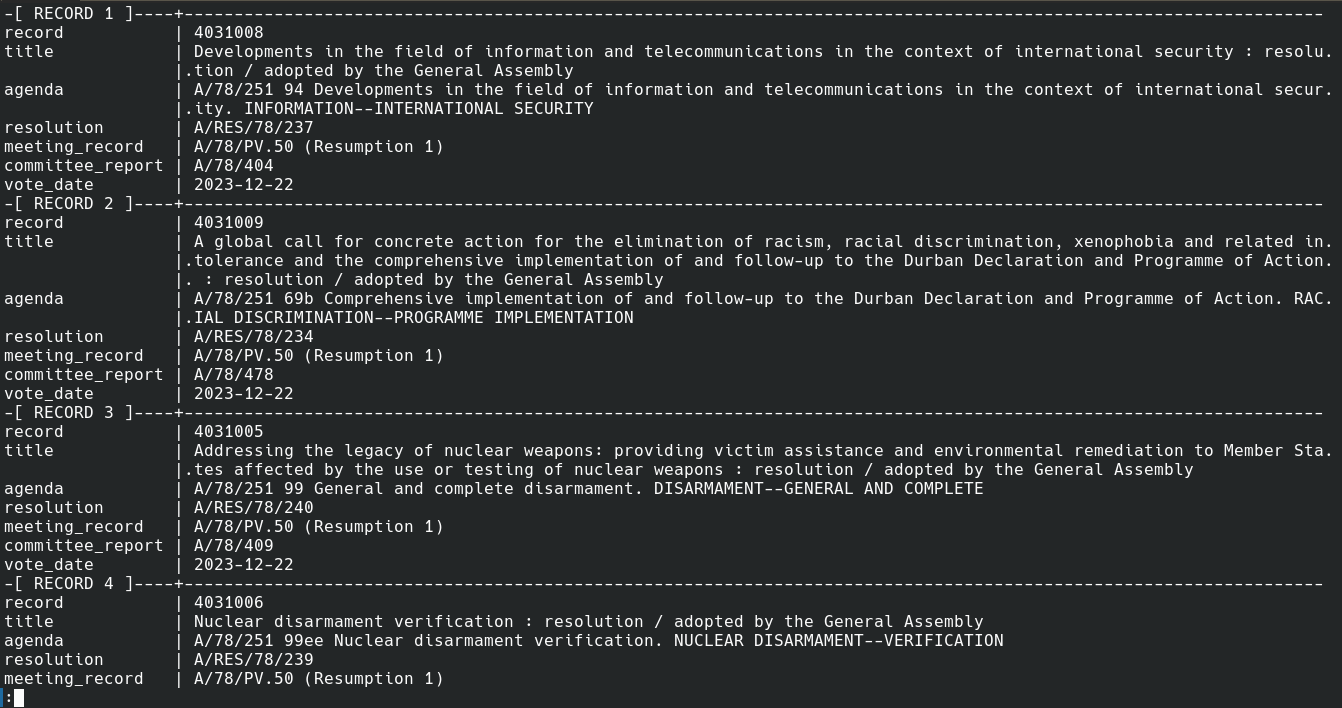 -[ RECORD 1 ]----+------------------------------------------------------------------------------------------------------------------
record           | 4031008
title            | Developments in the field of information and telecommunications in the context of international security : resolu.
                 |.tion / adopted by the General Assembly
agenda           | A/78/251 94 Developments in the field of information and telecommunications in the context of international secur.
                 |.ity. INFORMATION--INTERNATIONAL SECURITY
resolution       | A/RES/78/237
meeting_record   | A/78/PV.50 (Resumption 1)
committee_report | A/78/404
vote_date        | 2023-12-22
-[ RECORD 2 ]----+------------------------------------------------------------------------------------------------------------------
record           | 4031009
title            | A global call for concrete action for the elimination of racism, racial discrimination, xenophobia and related in.
                 |.tolerance and the comprehensive implementation of and follow-up to the Durban Declaration and Programme of Action.
                 |. : resolution / adopted by the General Assembly
agenda           | A/78/251 69b Comprehensive implementation of and follow-up to the Durban Declaration and Programme of Action. RAC.
                 |.IAL DISCRIMINATION--PROGRAMME IMPLEMENTATION
resolution       | A/RES/78/234
meeting_record   | A/78/PV.50 (Resumption 1)
committee_report | A/78/478
vote_date        | 2023-12-22
-[ RECORD 3 ]----+------------------------------------------------------------------------------------------------------------------
record           | 4031005
title            | Addressing the legacy of nuclear weapons: providing victim assistance and environmental remediation to Member Sta.
                 |.tes affected by the use or testing of nuclear weapons : resolution / adopted by the General Assembly
agenda           | A/78/251 99 General and complete disarmament. DISARMAMENT--GENERAL AND COMPLETE
resolution       | A/RES/78/240
meeting_record   | A/78/PV.50 (Resumption 1)
committee_report | A/78/409
vote_date        | 2023-12-22
-[ RECORD 4 ]----+------------------------------------------------------------------------------------------------------------------
record           | 4031006
title            | Nuclear disarmament verification : resolution / adopted by the General Assembly
agenda           | A/78/251 99ee Nuclear disarmament verification. NUCLEAR DISARMAMENT--VERIFICATION
resolution       | A/RES/78/239
meeting_record   | A/78/PV.50 (Resumption 1)
: